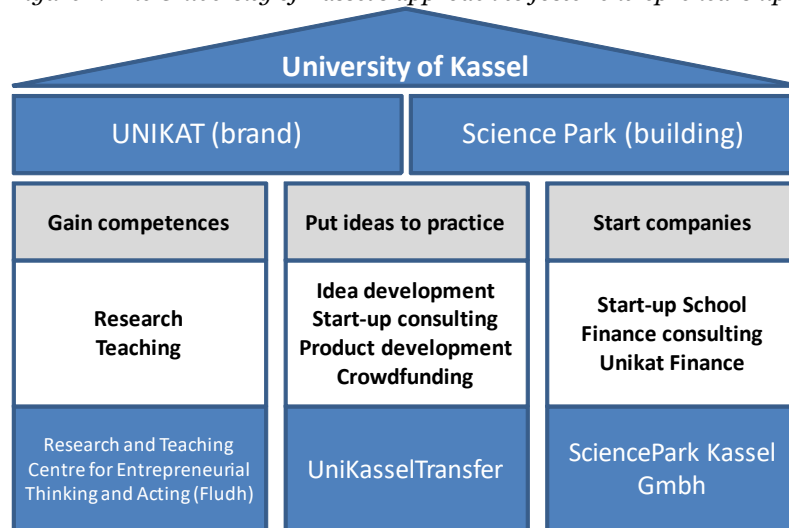 University of Kassel
UNIKAT (brand)
Science Park (building)
Gain competences
Put ideas to practice
Start companies
Research
Teaching
Idea development
Start-up consulting
Product development
Crowdfunding
Start-up School
Finance consulting
Unikat Finance
Research and Teaching
Centre for Entrepreneurial
Thinking and Acting (Fludh)
UniKasselTransfer
SciencePark Kassel
Gmbh